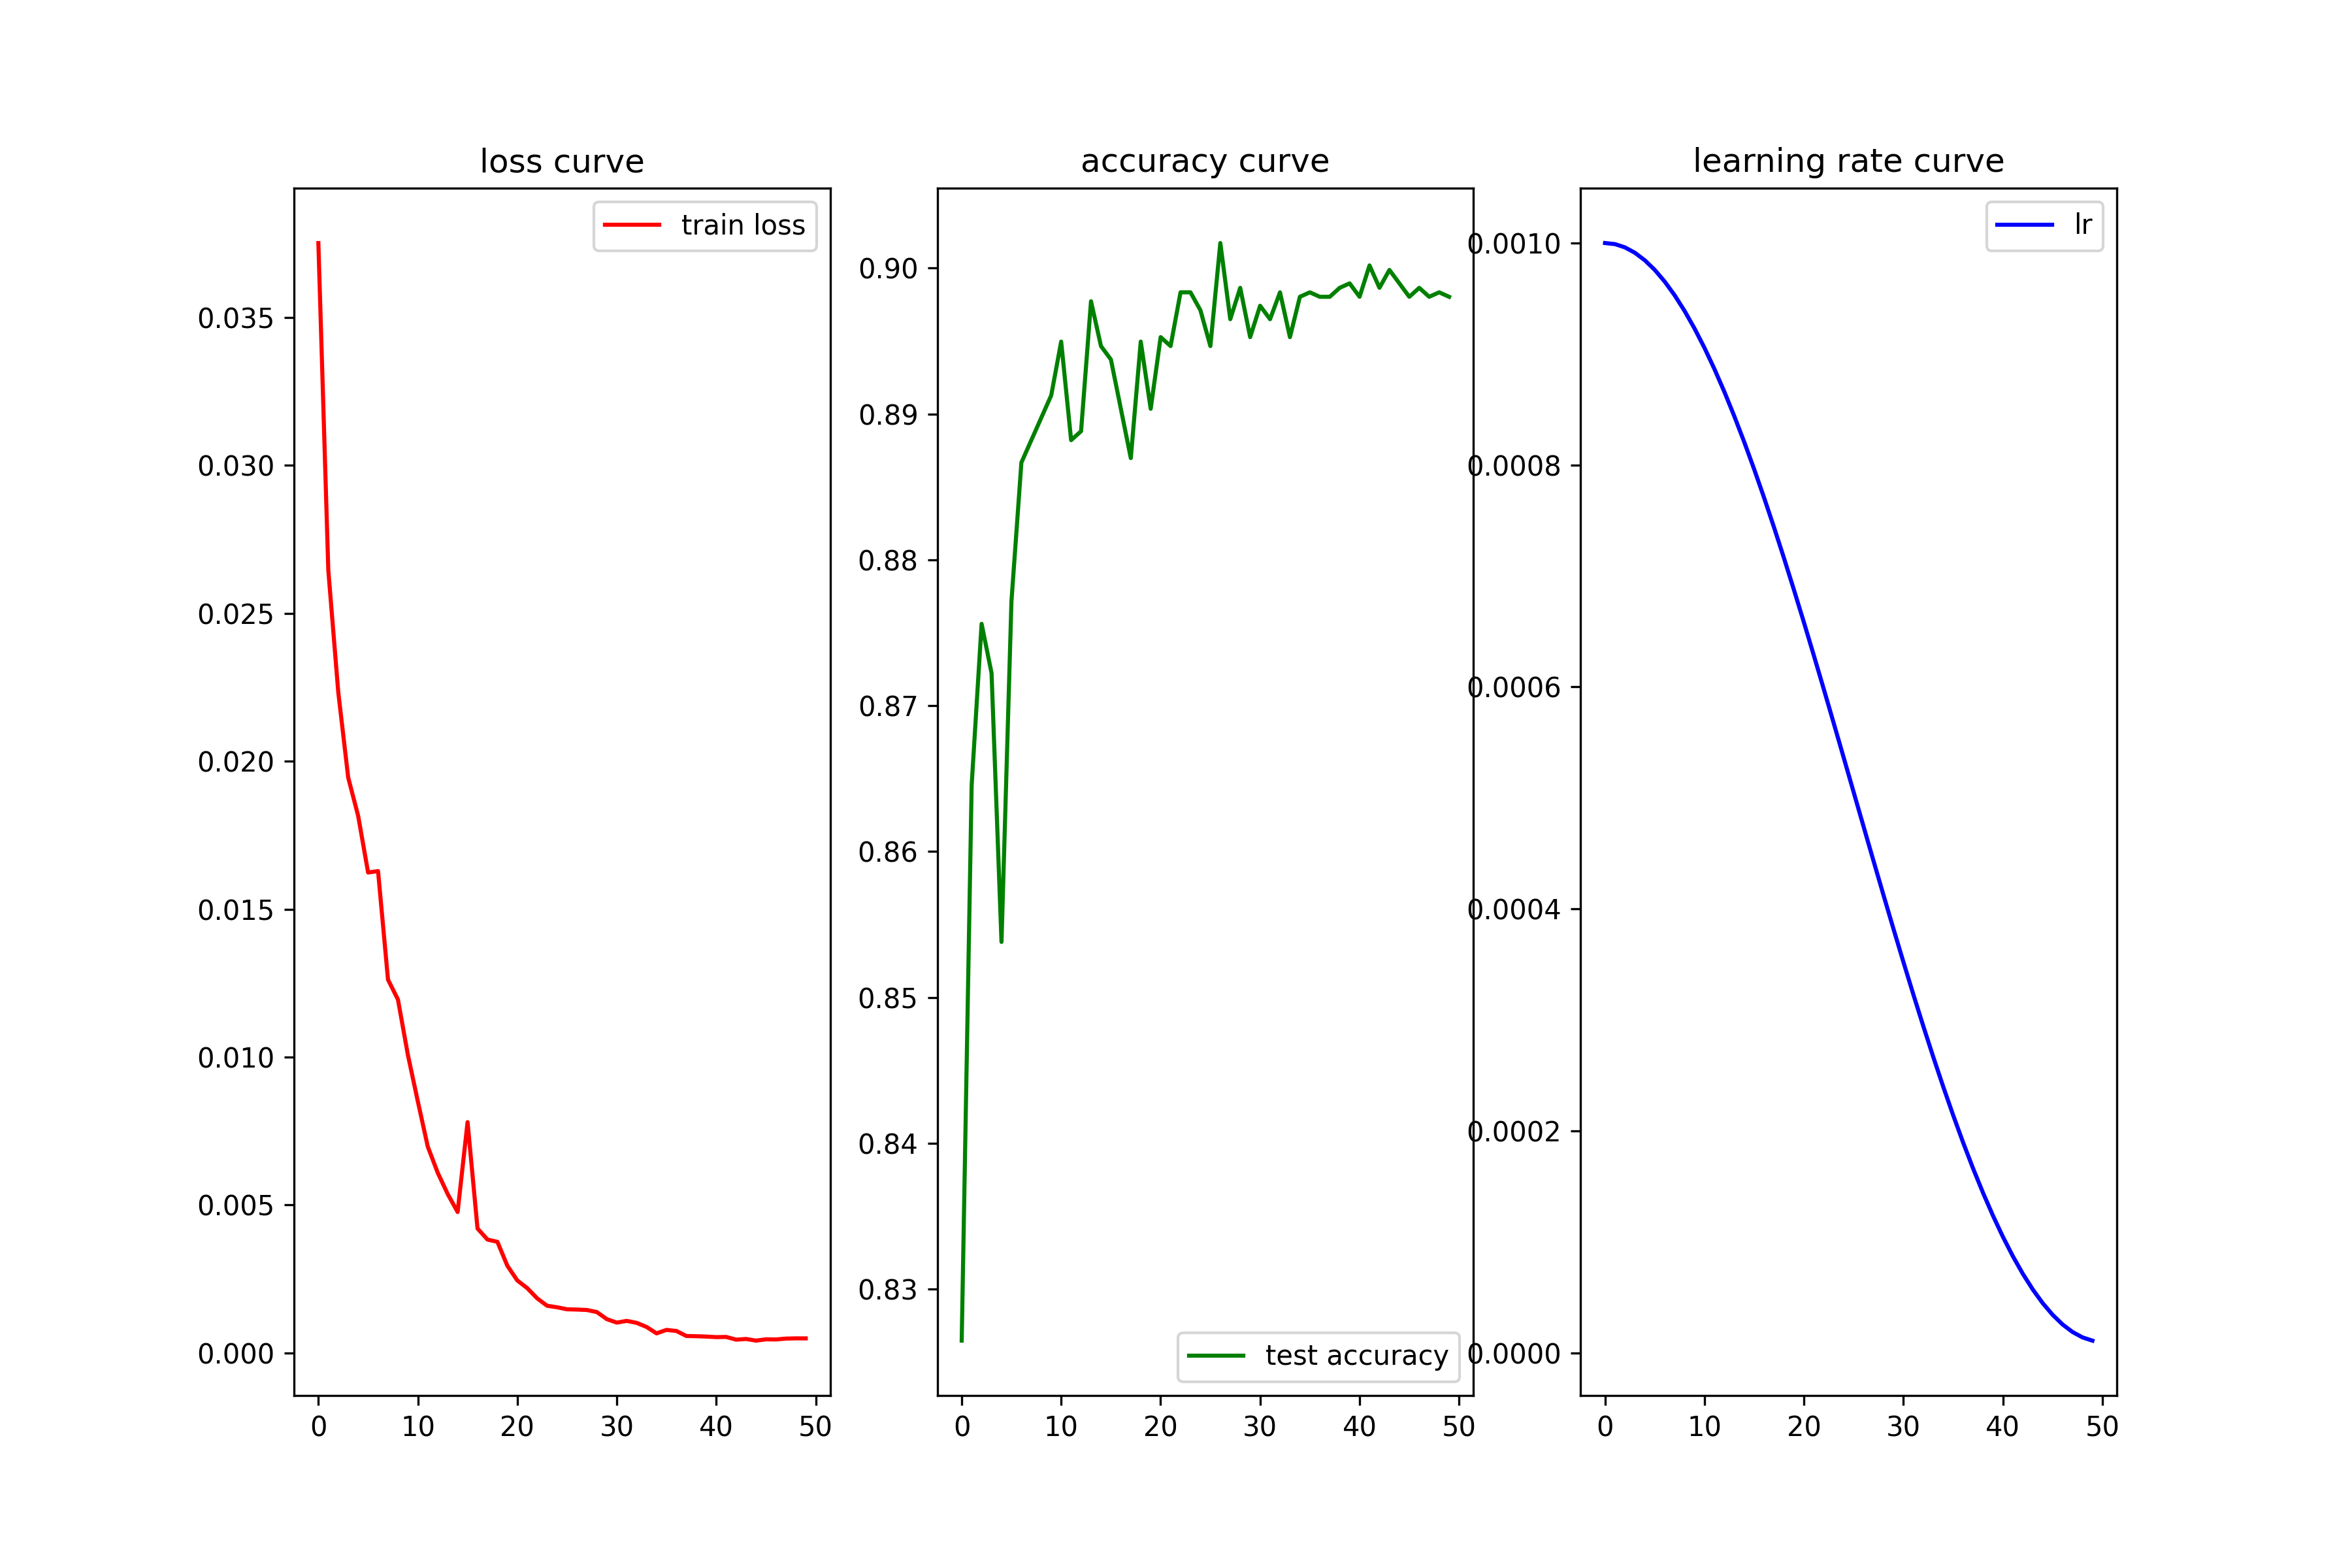 loss curve
train loss
0.035
0.030
0.025
0.020
0.015
0.010
0.005
0.000
0 10 20 30 40 50
accuracy curve
0.90
0.89
0.88
0.87
0.86
0.85
0.84
0.83
test accuracy
0 10 20 30 40 50
learning rate curve
lr
0.0010
0.0008
0.0006
0.0004
0.0002
0.0000
0 10 20 30 40 50